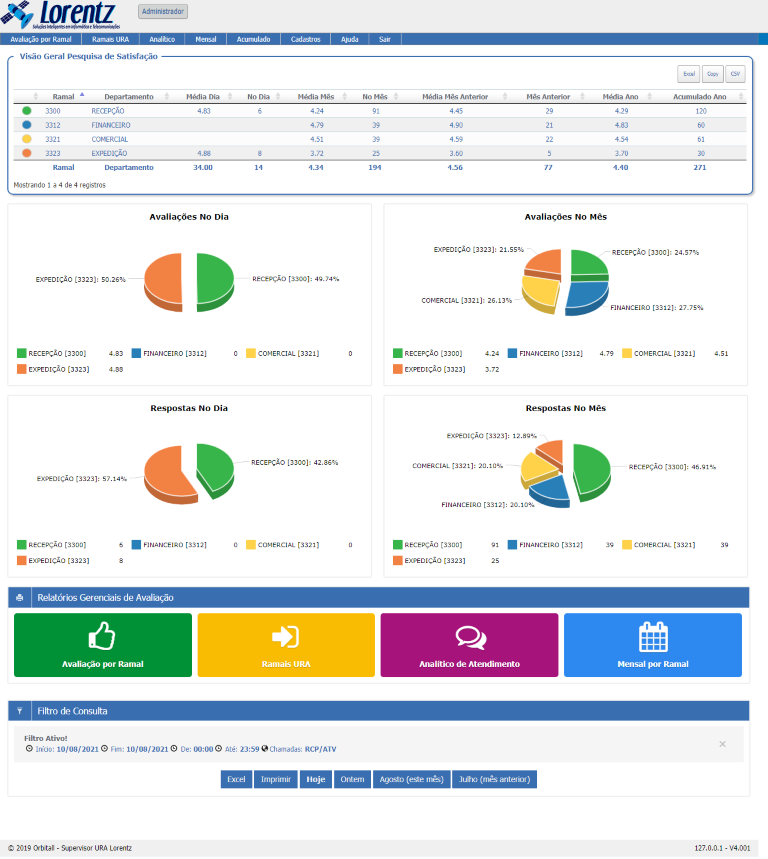 Lorentz
Soluções Inteligentes em Informática e Telecomunicações
Administrador
Avaliação por Ramal Ramais URA Analítico Mensal Acumulado Cadastros Ajuda Sair
Visão Geral Pesquisa de Satisfação
Excel Copy CSV
Ramal Departamento Média Dia No Dia Média Mês No Mês Média Mês Anterior Mês Anterior Média Ano Acumulado Ano
3300 RECEPÇÃO 4.83 6 4.24 91 4.45 29 4.29 120
3312 FINANCEIRO 4.79 39 4.90 21 4.83 60
3321 COMERCIAL 4.51 39 4.59 22 4.54 61
3323 EXPEDIÇÃO 4.88 8 3.72 25 3.60 5 3.70 30
Ramal Departamento 34.00 14 4.34 194 4.56 77 4.40 271
Mostrando 1 a 4 de 4 registros
Avaliações No Dia
EXPEDIÇÃO [3323]: 50.26%
RECEPÇÃO [3300]: 49.74%
RECEPÇÃO [3300] 4.83 FINANCEIRO [3312] 0 COMERCIAL [3321] 0
EXPEDIÇÃO [3323] 4.88
Avaliações No Mês
EXPEDIÇÃO [3323]: 21.55%
RECEPÇÃO [3300]: 24.57%
COMERCIAL [3321]: 26.13%
FINANCEIRO [3312]: 27.75%
RECEPÇÃO [3300] 4.24 FINANCEIRO [3312] 4.79 COMERCIAL [3321] 4.51
EXPEDIÇÃO [3323] 3.72
Respostas No Dia
RECEPÇÃO [3300]: 42.86%
EXPEDIÇÃO [3323]: 57.14%
RECEPÇÃO [3300] 6 FINANCEIRO [3312] 0 COMERCIAL [3321] 0
EXPEDIÇÃO [3323] 8
Respostas No Mês
EXPEDIÇÃO [3323]: 12.89%
COMERCIAL [3321]: 20.10%
RECEPÇÃO [3300]: 46.91%
FINANCEIRO [3312]: 20.10%
RECEPÇÃO [3300] 91 FINANCEIRO [3312] 39 COMERCIAL [3321] 39
EXPEDIÇÃO [3323] 25
Relatórios Gerenciais de Avaliação
Avaliação por Ramal Ramais URA Analítico de Atendimento Mensal por Ramal
Filtro de Consulta
Filtro Ativo!
Início: 10/08/2021 Fim: 10/08/2021 De: 00:00 Até: 23:59 Chamadas: RCP/ATV
Excel Imprimir Hoje Ontem Agosto (este mês) Julho (mês anterior)
© 2019 Orbitall - Supervisor URA Lorentz 127.0.0.1 - V4.001